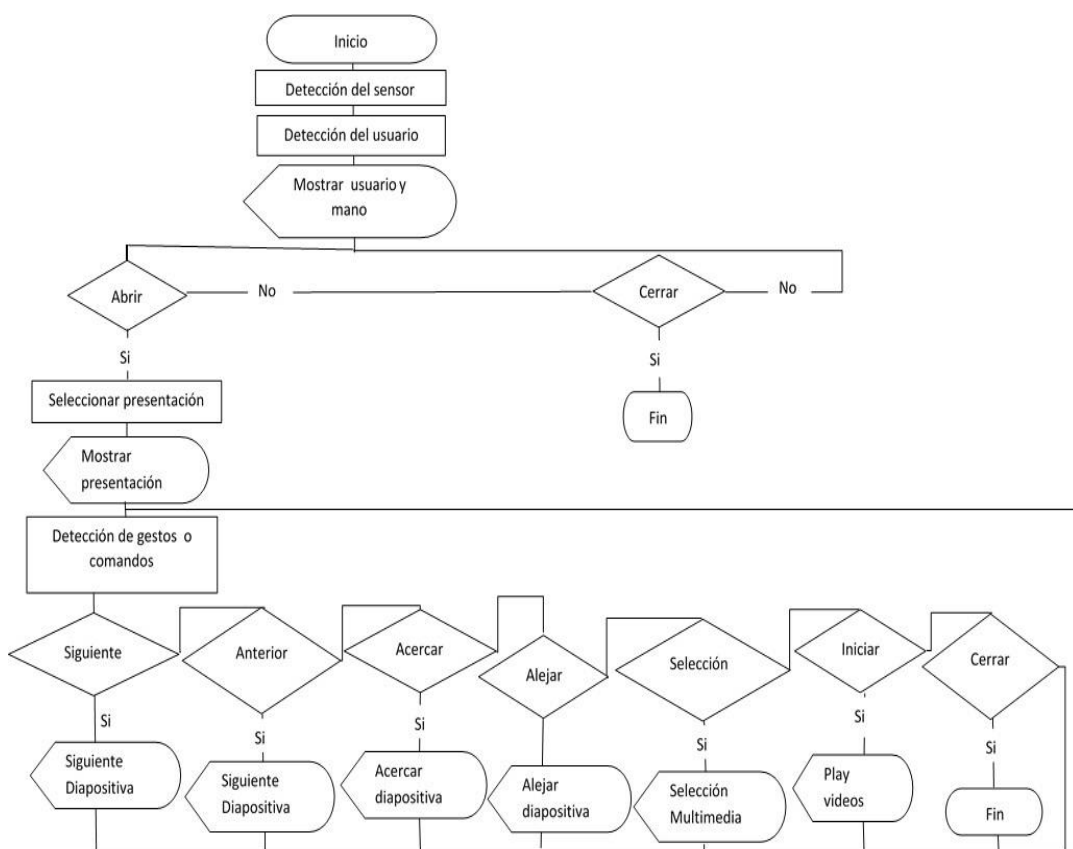 Inicio
Detección del sensor
Detección del usuario
Mostrar usuario y
mano
Abrir
No
Cerrar
No
Si
Si
Seleccionar presentación
Fin
Mostrar
presentación
Detección de gestos o
comandos
Siguiente
Anterior
Acercar
Alejar
Selección
Iniciar
Cerrar
Si
Si
Si
Si
Si
Si
Si
Siguiente
Diapositiva
Siguiente
Diapositiva
Acercar
diapositiva
Alejar
diapositiva
Selección
Multimedia
Play
videos
Fin